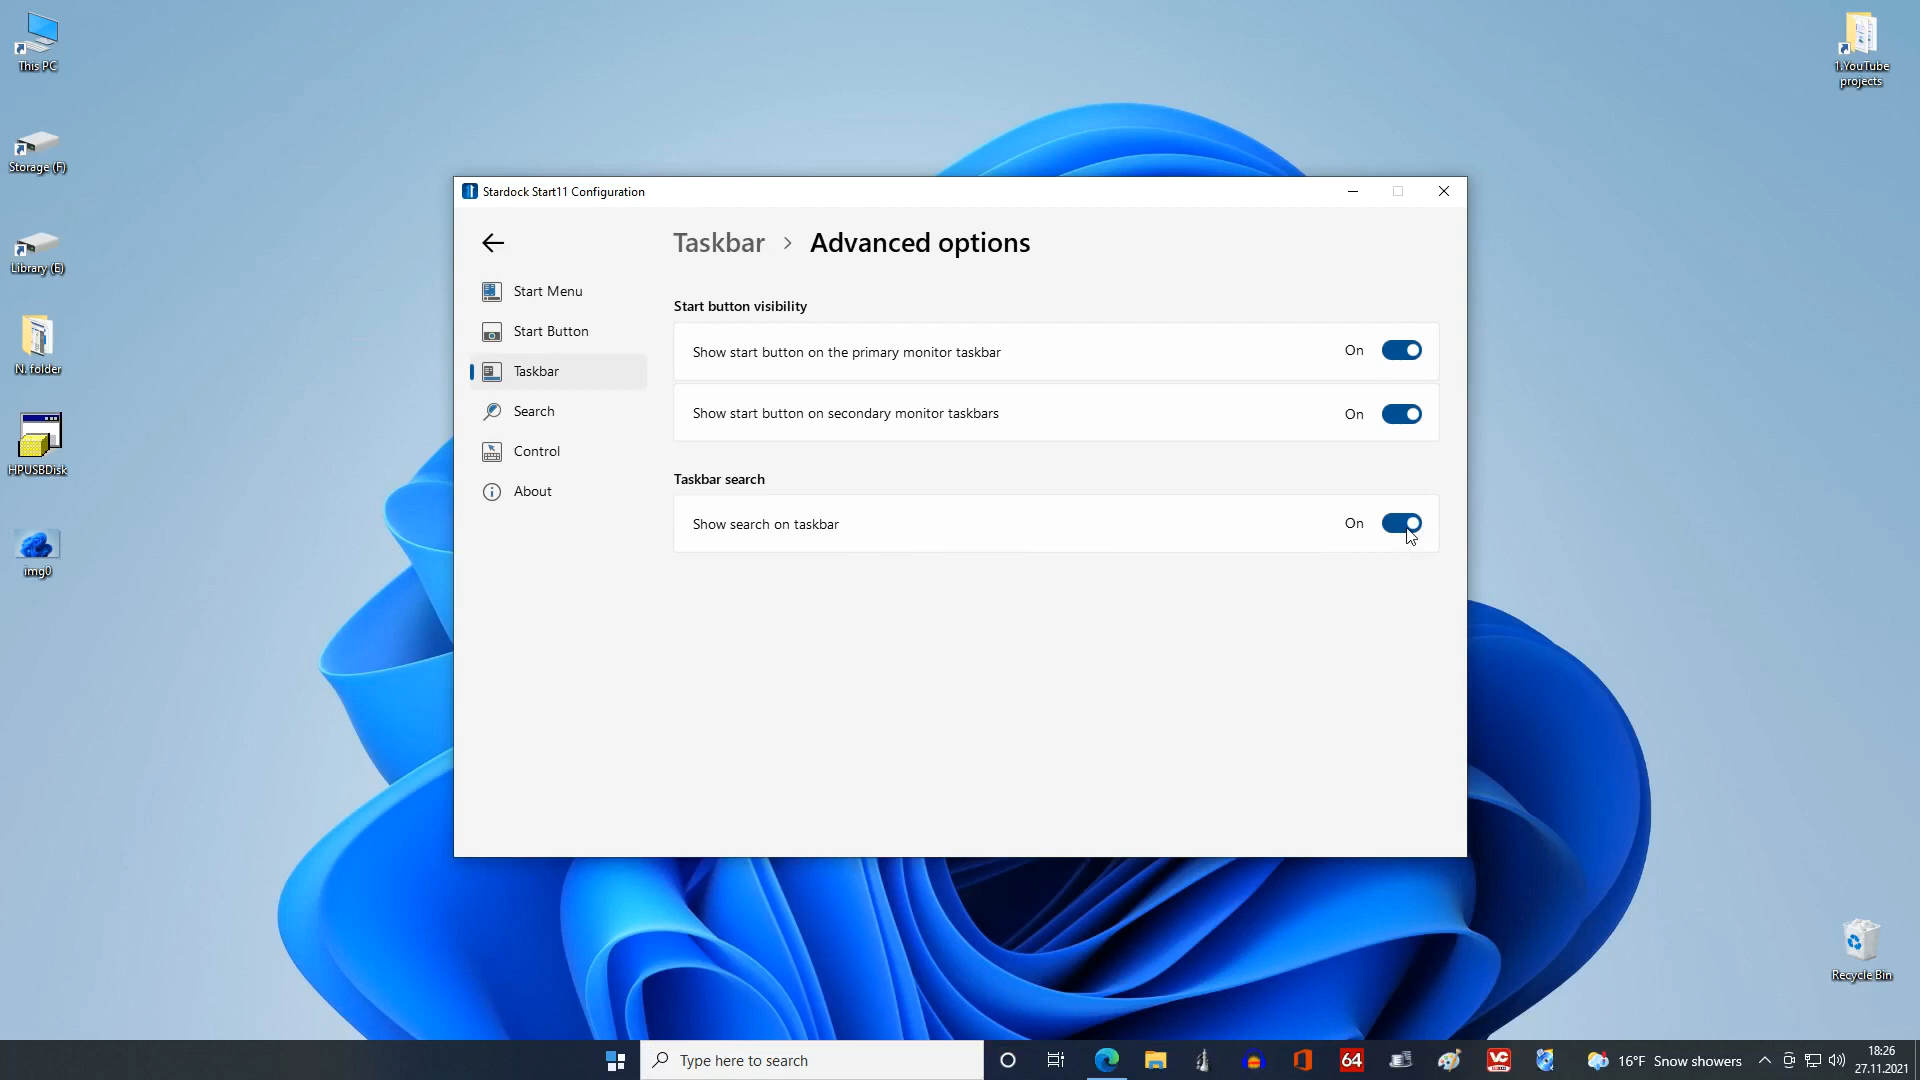 This PC
Storage (F)
Library (E)
N. folder
HPUSBDisk
img0
1.YouTube
projects
Recycle Bin
Stardock Start11 Configuration
Start Menu
Start Button
Taskbar
Search
Control
About
Taskbar > Advanced options
Start button visibility
Show start button on the primary monitor taskbar On
Show start button on secondary monitor taskbars On
Taskbar search
Show search on taskbar On
Type here to search
64
VC
16°F Snow showers
18:26
27.11.2021